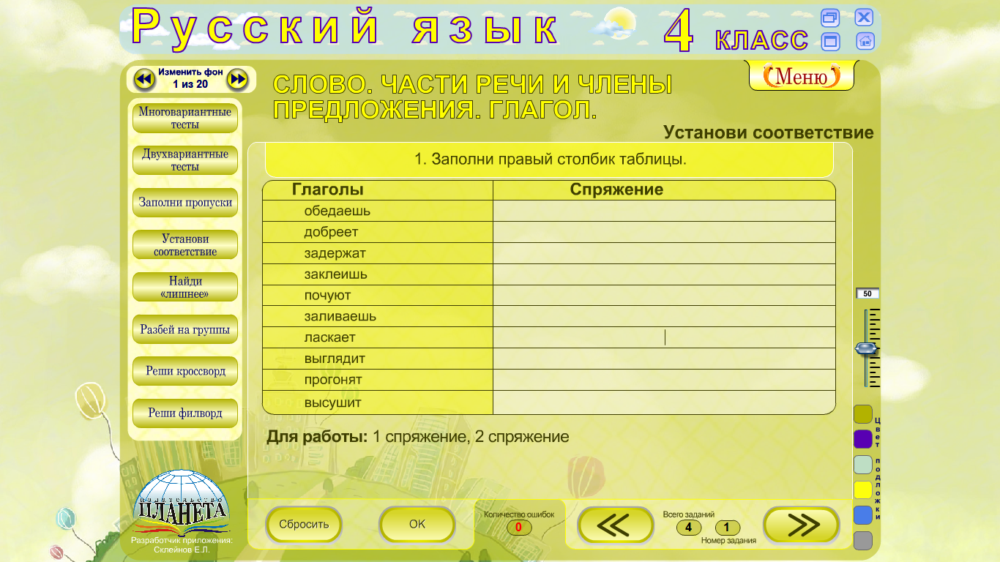 Русский язык 4 КЛАСС
Изменить фон
1 из 20
Меню
СЛОВО. ЧАСТИ РЕЧИ И ЧЛЕНЫ
ПРЕДЛОЖЕНИЯ. ГЛАГОЛ.
Установи соответствие
Многовариантные
тесты
Двухвариантные
тесты
Заполни пропуски
Установи
соответствие
Найди
«лишнее»
Разбей на группы
Реши кроссворд
Реши филворд
1. Заполни правый столбик таблицы.
Глаголы Спряжение
обедаешь
добреет
задержат
заклеишь
почуют
заливаешь
ласкает
выглядит
прогонят
высушит
Для работы: 1 спряжение, 2 спряжение
50
Цвет подложки
издательство
ПЛАНЕТА
Разработчик приложения:
Склейнов Е.Л.
Сбросить
OK
Количество ошибок
0
Всего заданий
4 1
Номер задания